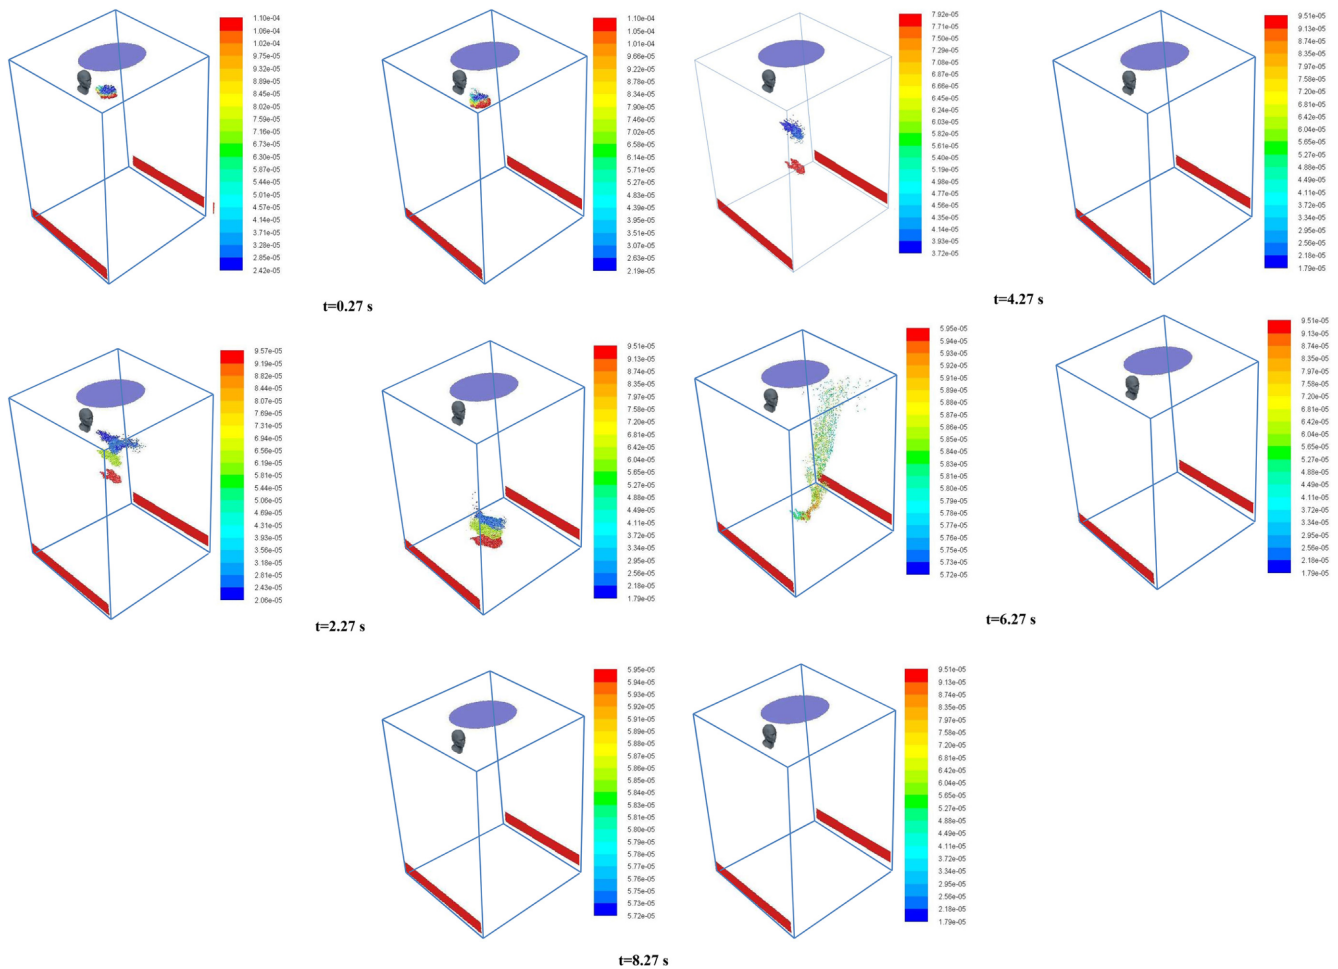 1.10e-04
1.06e-04
1.02e-04
9.75e-05
9.32e-05
8.89e-05
8.45e-05
8.02e-05
7.59e-05
7.16e-05
6.73e-05
6.30e-05
5.87e-05
5.44e-05
5.01e-05
4.57e-05
4.14e-05
3.71e-05
3.28e-05
2.85e-05
2.42e-05
1.10e-04
1.05e-04
1.01e-04
9.66e-05
9.22e-05
8.78e-05
8.34e-05
7.90e-05
7.46e-05
7.02e-05
6.58e-05
6.14e-05
5.71e-05
5.27e-05
4.83e-05
4.39e-05
3.95e-05
3.51e-05
3.07e-05
2.63e-05
2.19e-05
t=0.27 s
7.92e-05
7.71e-05
7.50e-05
7.29e-05
7.08e-05
6.87e-05
6.66e-05
6.45e-05
6.24e-05
6.03e-05
5.82e-05
5.61e-05
5.40e-05
5.19e-05
4.98e-05
4.77e-05
4.56e-05
4.35e-05
4.14e-05
3.93e-05
3.72e-05
9.51e-05
9.13e-05
8.74e-05
8.35e-05
7.97e-05
7.58e-05
7.20e-05
6.81e-05
6.42e-05
6.04e-05
5.65e-05
5.27e-05
4.88e-05
4.49e-05
4.11e-05
3.72e-05
3.34e-05
2.95e-05
2.56e-05
2.18e-05
1.79e-05
t=4.27 s
9.57e-05
9.19e-05
8.82e-05
8.44e-05
8.07e-05
7.69e-05
7.31e-05
6.94e-05
6.56e-05
6.19e-05
5.81e-05
5.44e-05
5.06e-05
4.69e-05
4.31e-05
3.93e-05
3.56e-05
3.18e-05
2.81e-05
2.43e-05
2.06e-05
9.51e-05
9.13e-05
8.74e-05
8.35e-05
7.97e-05
7.58e-05
7.20e-05
6.81e-05
6.42e-05
6.04e-05
5.65e-05
5.27e-05
4.88e-05
4.49e-05
4.11e-05
3.72e-05
3.34e-05
2.95e-05
2.56e-05
2.18e-05
1.79e-05
t=2.27 s
5.95e-05
5.94e-05
5.93e-05
5.92e-05
5.91e-05
5.89e-05
5.88e-05
5.87e-05
5.86e-05
5.85e-05
5.84e-05
5.83e-05
5.81e-05
5.80e-05
5.79e-05
5.78e-05
5.77e-05
5.76e-05
5.75e-05
5.73e-05
5.72e-05
9.51e-05
9.13e-05
8.74e-05
8.35e-05
7.97e-05
7.58e-05
7.20e-05
6.81e-05
6.42e-05
6.04e-05
5.65e-05
5.27e-05
4.88e-05
4.49e-05
4.11e-05
3.72e-05
3.34e-05
2.95e-05
2.56e-05
2.18e-05
1.79e-05
t=6.27 s
5.95e-05
5.94e-05
5.93e-05
5.92e-05
5.91e-05
5.89e-05
5.88e-05
5.87e-05
5.86e-05
5.85e-05
5.84e-05
5.83e-05
5.81e-05
5.80e-05
5.79e-05
5.78e-05
5.77e-05
5.76e-05
5.75e-05
5.73e-05
5.72e-05
9.51e-05
9.13e-05
8.74e-05
8.35e-05
7.97e-05
7.58e-05
7.20e-05
6.81e-05
6.42e-05
6.04e-05
5.65e-05
5.27e-05
4.88e-05
4.49e-05
4.11e-05
3.72e-05
3.34e-05
2.95e-05
2.56e-05
2.18e-05
1.79e-05
t=8.27 s